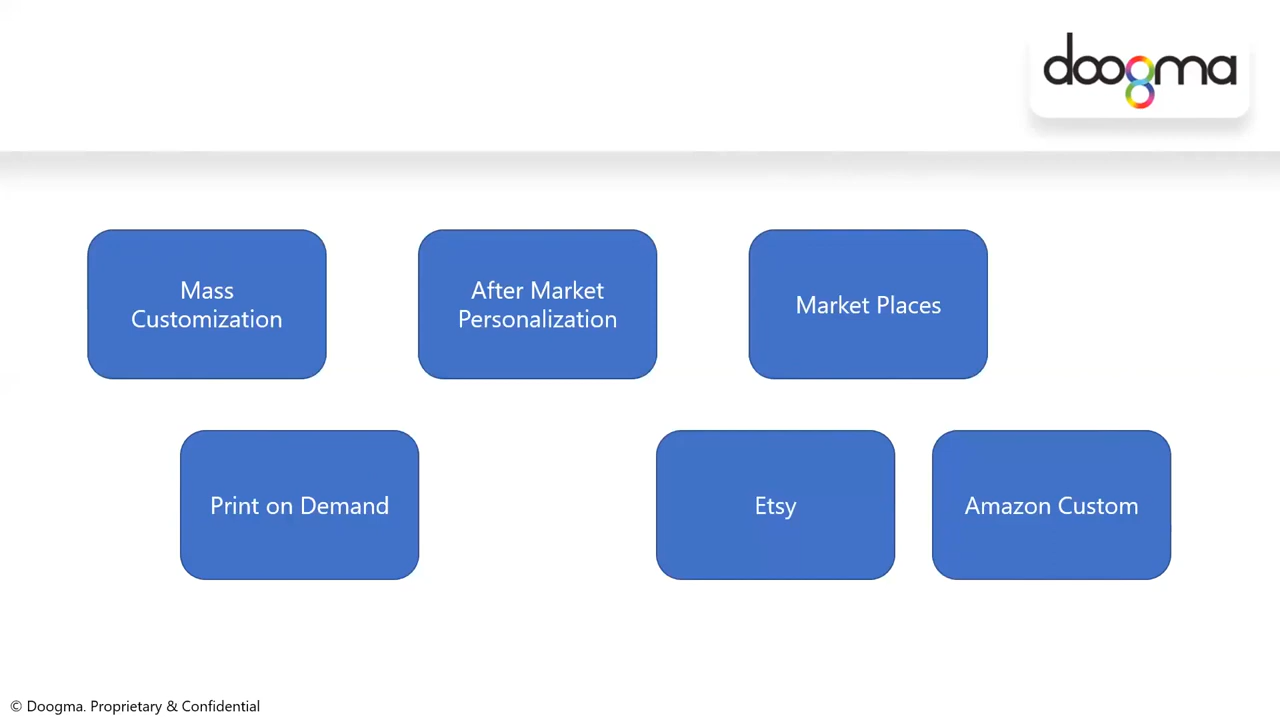 doogma
Mass
Customization
After Market
Personalization
Market Places
Print on Demand
Etsy
Amazon Custom
© Doogma. Proprietary & Confidential